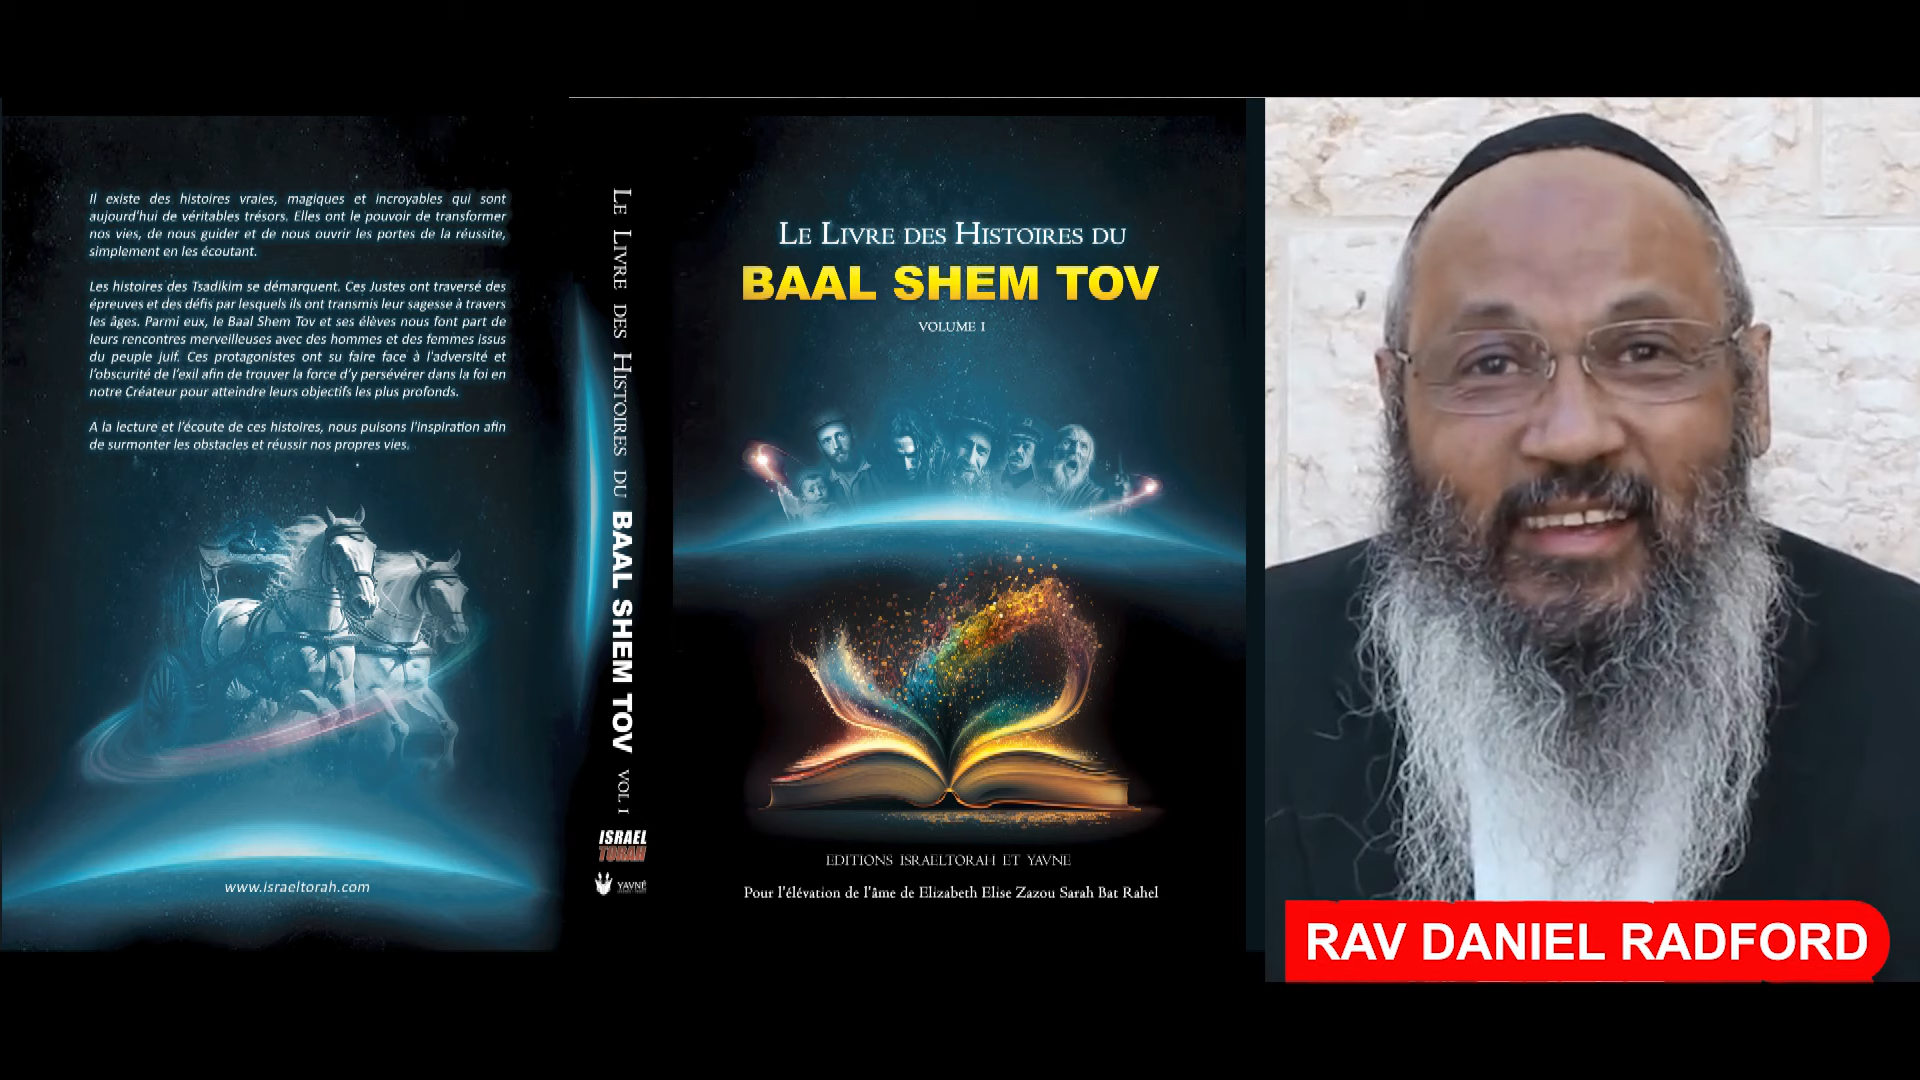 Il existe des histoires vraies, magiques et incroyables qui sont
aujourd'hui de véritables trésors. Elles ont le pouvoir de transformer
nos vies, de nous guider et de nous ouvrir les portes de la réussite,
simplement en les écoutant.
Les histoires des Tsadikim se démarquent. Ces Justes ont traversé des
épreuves et des défis par lesquels ils ont transmis leur sagesse à travers
les âges. Parmi eux, le Baal Shem Tov et ses élèves nous font part de
leurs rencontres merveilleuses avec des hommes et des femmes issus
du peuple juif. Ces protagonistes ont su faire face à l'adversité et
l'obscurité de l'exil afin de trouver la force d'y persévérer dans la foi en
notre Créateur pour atteindre leurs objectifs les plus profonds.
A la lecture et l'écoute de ces histoires, nous puisons l'inspiration afin
de surmonter les obstacles et réussir nos propres vies.
www.israeltorah.com
Le Livre des Histoires du BAAL SHEM TOV VOL I
ISRAEL
TORAH
YAVNÉ
Le Livre des Histoires du
BAAL SHEM TOV
VOLUME I
EDITIONS ISRAELTORAH ET YAVNE
Pour l'élévation de l'âme de Elizabeth Elise Zazou Sarah Bat Rahel
RAV DANIEL RADFORD